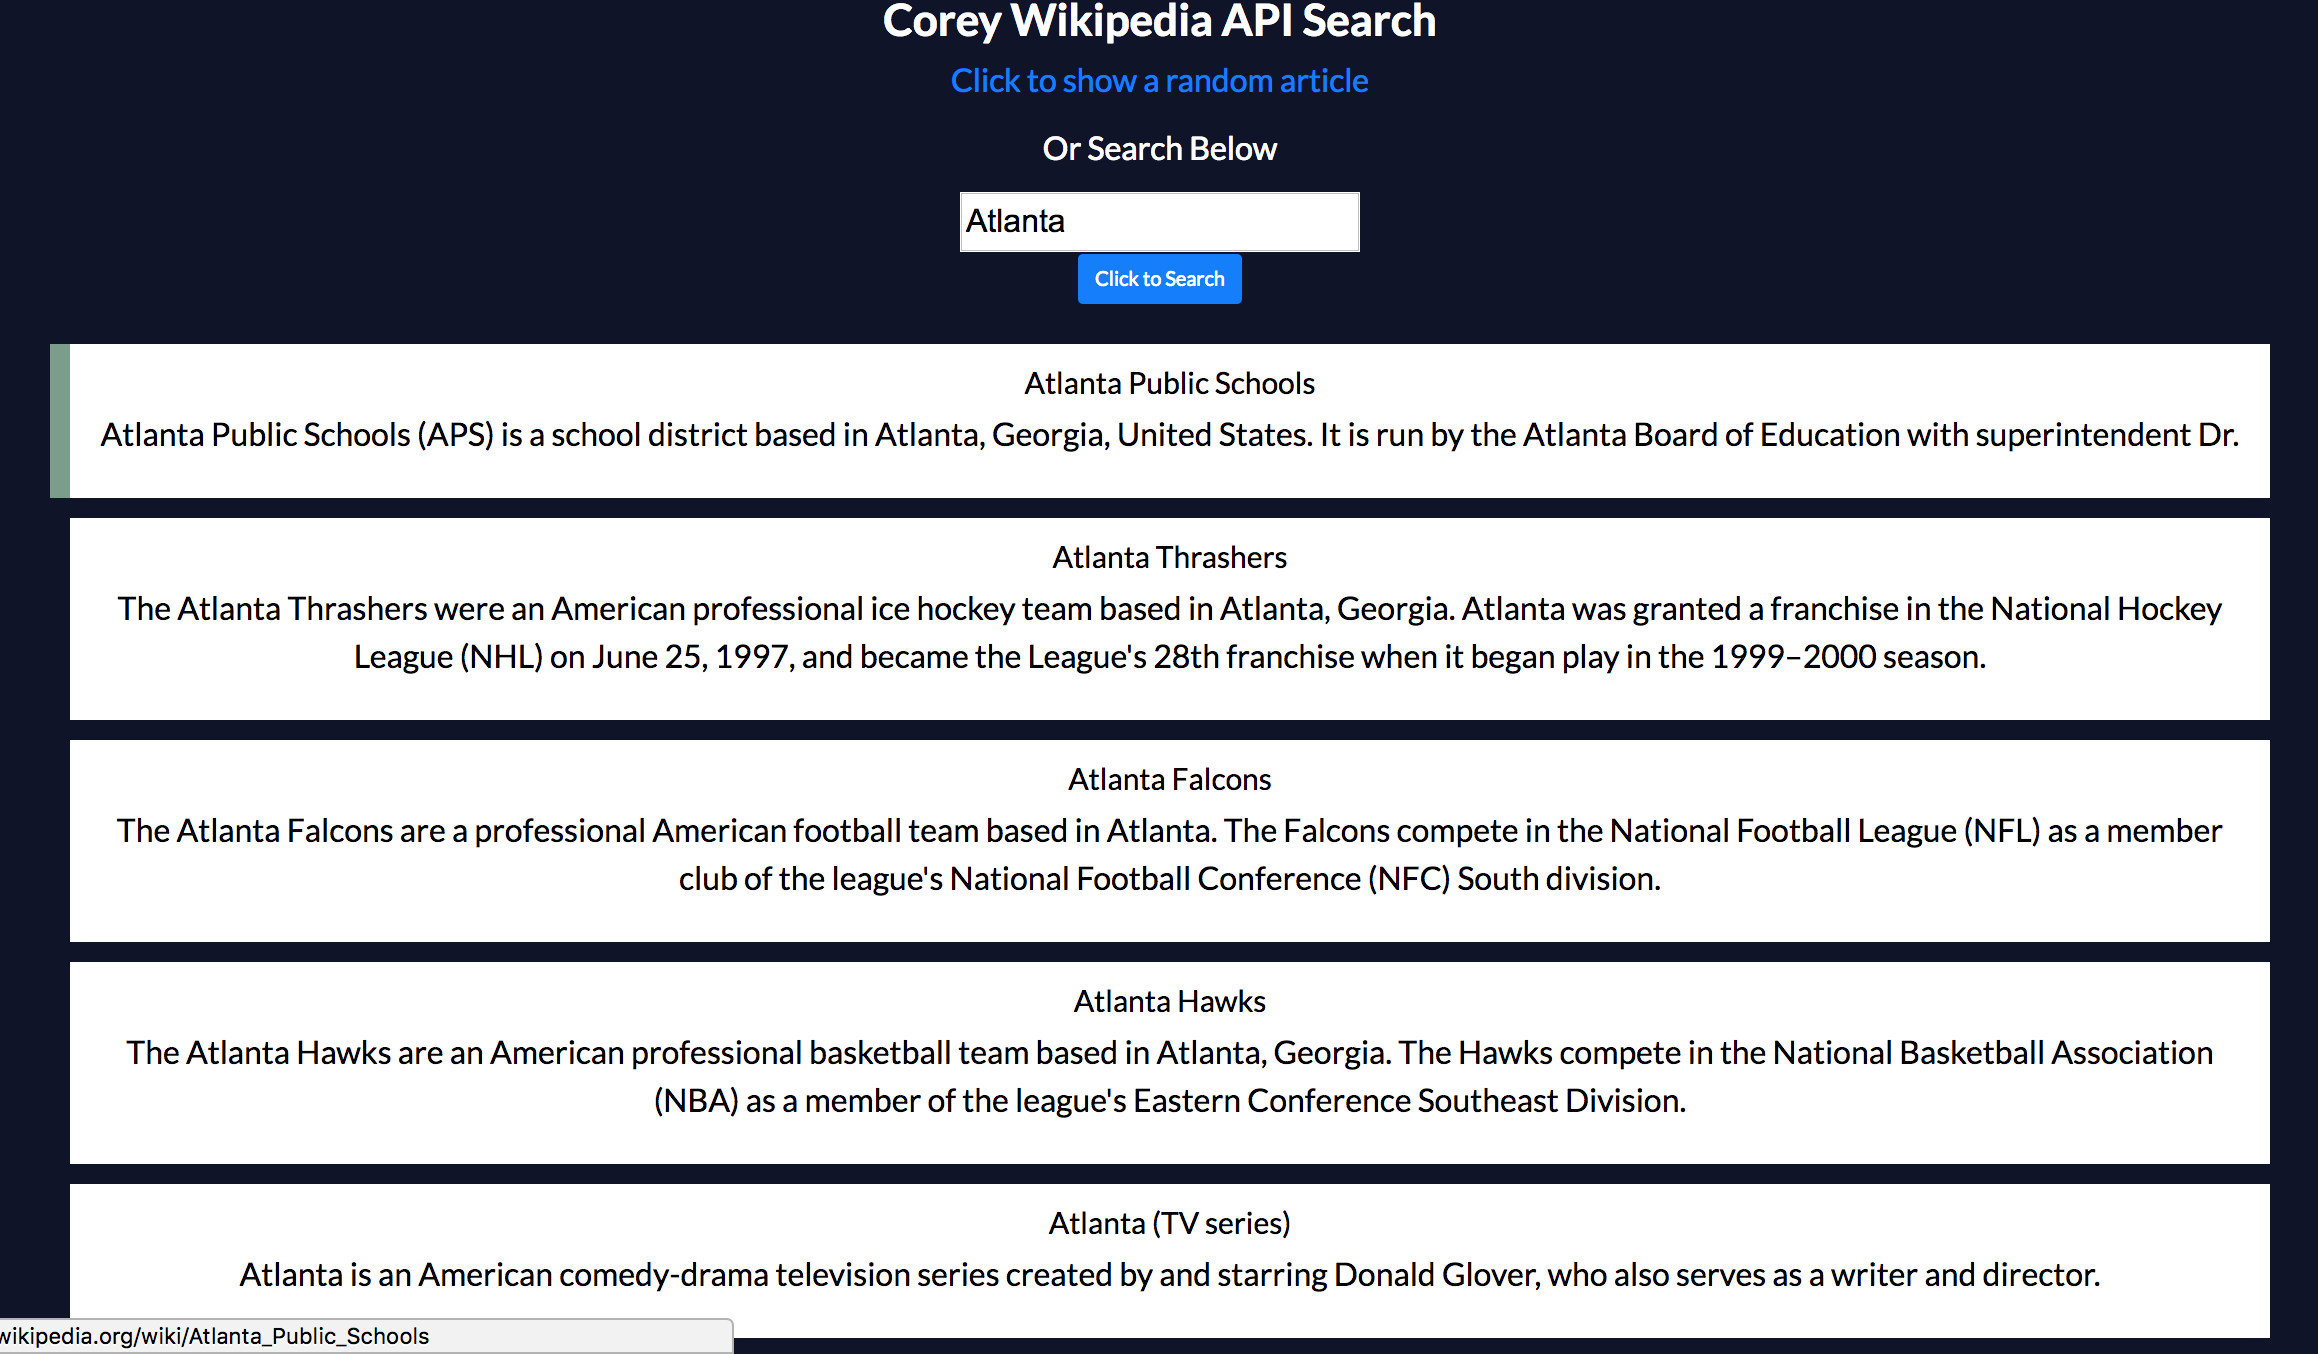 Corey Wikipedia API Search
Click to show a random article
Or Search Below
Atlanta
Click to Search
Atlanta Public Schools
Atlanta Public Schools (APS) is a school district based in Atlanta, Georgia, United States. It is run by the Atlanta Board of Education with superintendent Dr.
Atlanta Thrashers
The Atlanta Thrashers were an American professional ice hockey team based in Atlanta, Georgia. Atlanta was granted a franchise in the National Hockey
League (NHL) on June 25, 1997, and became the League's 28th franchise when it began play in the 1999–2000 season.
Atlanta Falcons
The Atlanta Falcons are a professional American football team based in Atlanta. The Falcons compete in the National Football League (NFL) as a member
club of the league's National Football Conference (NFC) South division.
Atlanta Hawks
The Atlanta Hawks are an American professional basketball team based in Atlanta, Georgia. The Hawks compete in the National Basketball Association
(NBA) as a member of the league's Eastern Conference Southeast Division.
Atlanta (TV series)
Atlanta is an American comedy-drama television series created by and starring Donald Glover, who also serves as a writer and director.
wikipedia.org/wiki/Atlanta_Public_Schools